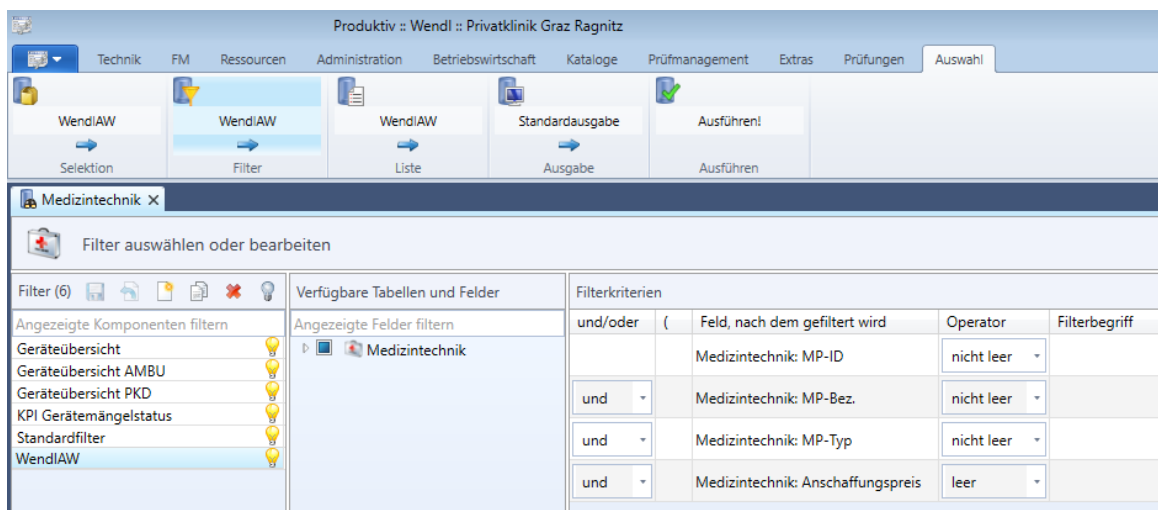 Produktiv :: Wendl :: Privatklinik Graz Ragnitz
Technik FM Ressourcen Administration Betriebswirtschaft Kataloge Prüfmanagement Extras Prüfungen Auswahl
WendlAW WendlAW WendlAW Standardausgabe Ausführen!
Selektion Filter Liste Ausgabe Ausführen
Medizintechnik X
Filter auswählen oder bearbeiten
Filter (6) Verfügbare Tabellen und Felder Filterkriterien
Angezeigte Komponenten filtern Angezeigte Felder filtern und/oder ( Feld, nach dem gefiltert wird Operator Filterbegriff
Geräteübersicht Medizintechnik Medizintechnik: MP-ID nicht leer
Geräteübersicht AMBU
Geräteübersicht PKD und Medizintechnik: MP-Bez. nicht leer
KPI Gerätemängelstatus
Standardfilter und Medizintechnik: MP-Typ nicht leer
WendlAW
und Medizintechnik: Anschaffungspreis leer